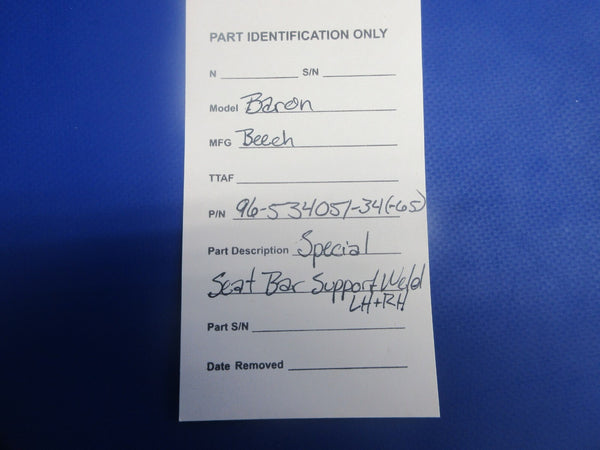 PART IDENTIFICATION ONLY
N S/N
Model Baron
MFG Beech
TTAF
P/N 96-534051-34(-65)
Part Description Special
Seat Bar Support Weld
LH+RH
Part S/N
Date Removed